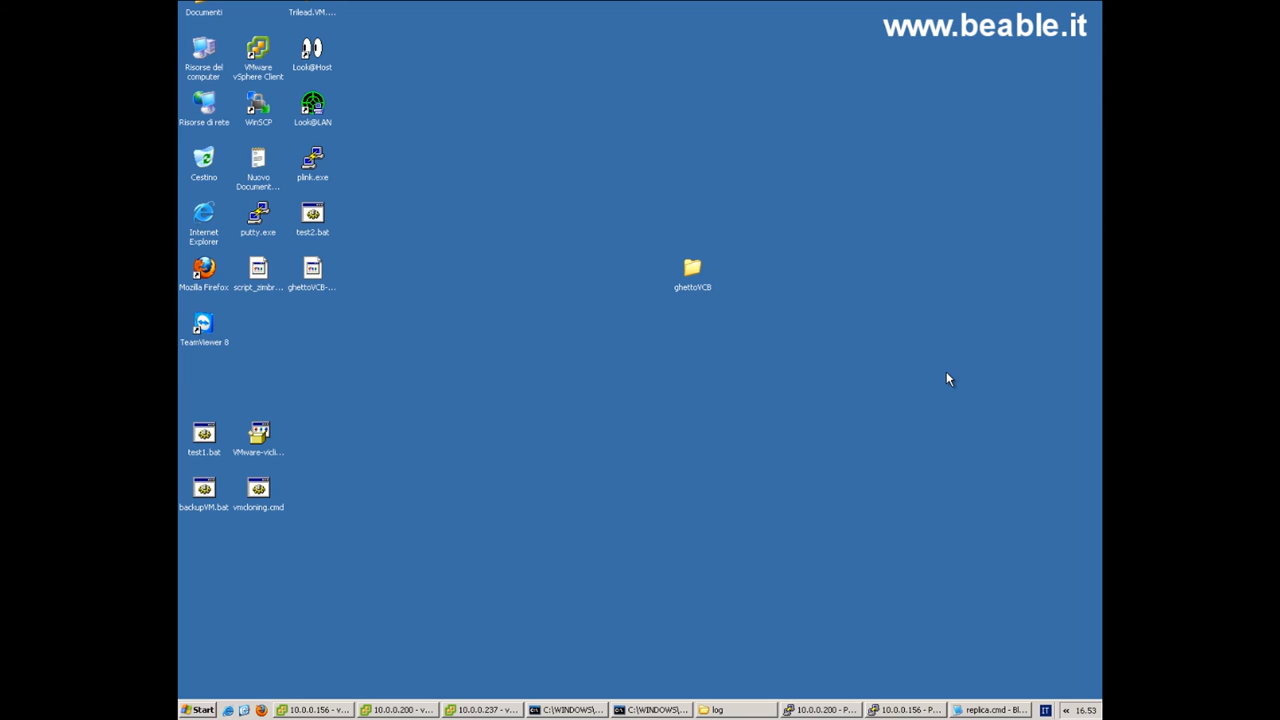 www.beable.it
Documenti
Trilead.VM....
Risorse del
computer
VMware
vSphere Client
Look@Host
Risorse di rete
WinSCP
Look@LAN
Cestino
Nuovo
Document...
plink.exe
Internet
Explorer
putty.exe
test2.bat
Mozilla Firefox
script_zimbr...
ghettoVCB-...
ghettoVCB
TeamViewer 8
test1.bat
VMware-vicli...
backupVM.bat
vmcloning.cmd
Start
10.0.0.156 - v...
10.0.0.200 - v...
10.0.0.237 - v...
C:\WINDOWS\...
C:\WINDOWS\...
log
10.0.0.200 - P...
10.0.0.156 - P...
replica.cmd - Bl...
IT
«
16.53